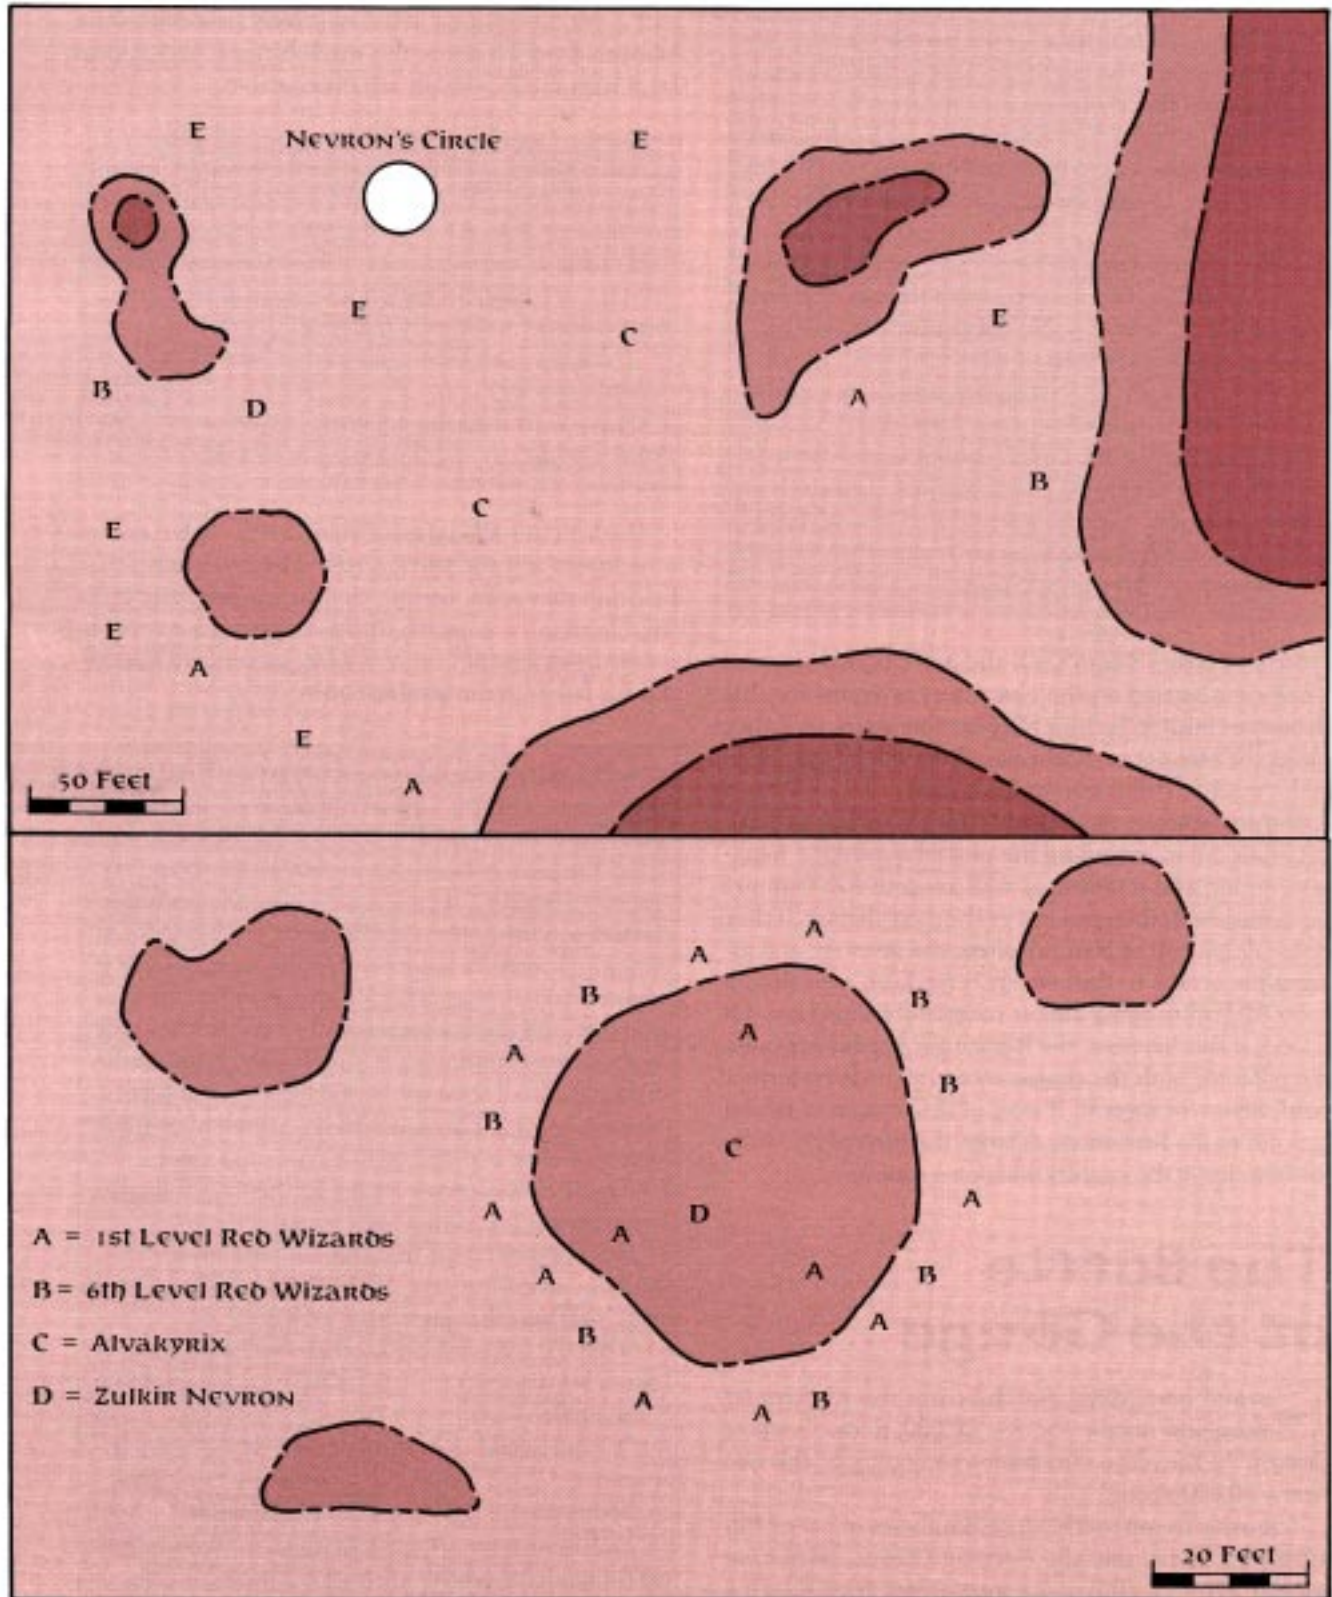 E
Nevron's Circle
E
E
C
E
B
D
A
B
C
E
E
A
E
A
50 Feet
A
A
B
B
A
A
B
B
C
A
A
D
A
A = 1st Level Red Wizards
A
A
B
B = 6th Level Red Wizards
A
B
C = Alvakyrix
D = Zulkir Nevron
A
B
A
20 Feet